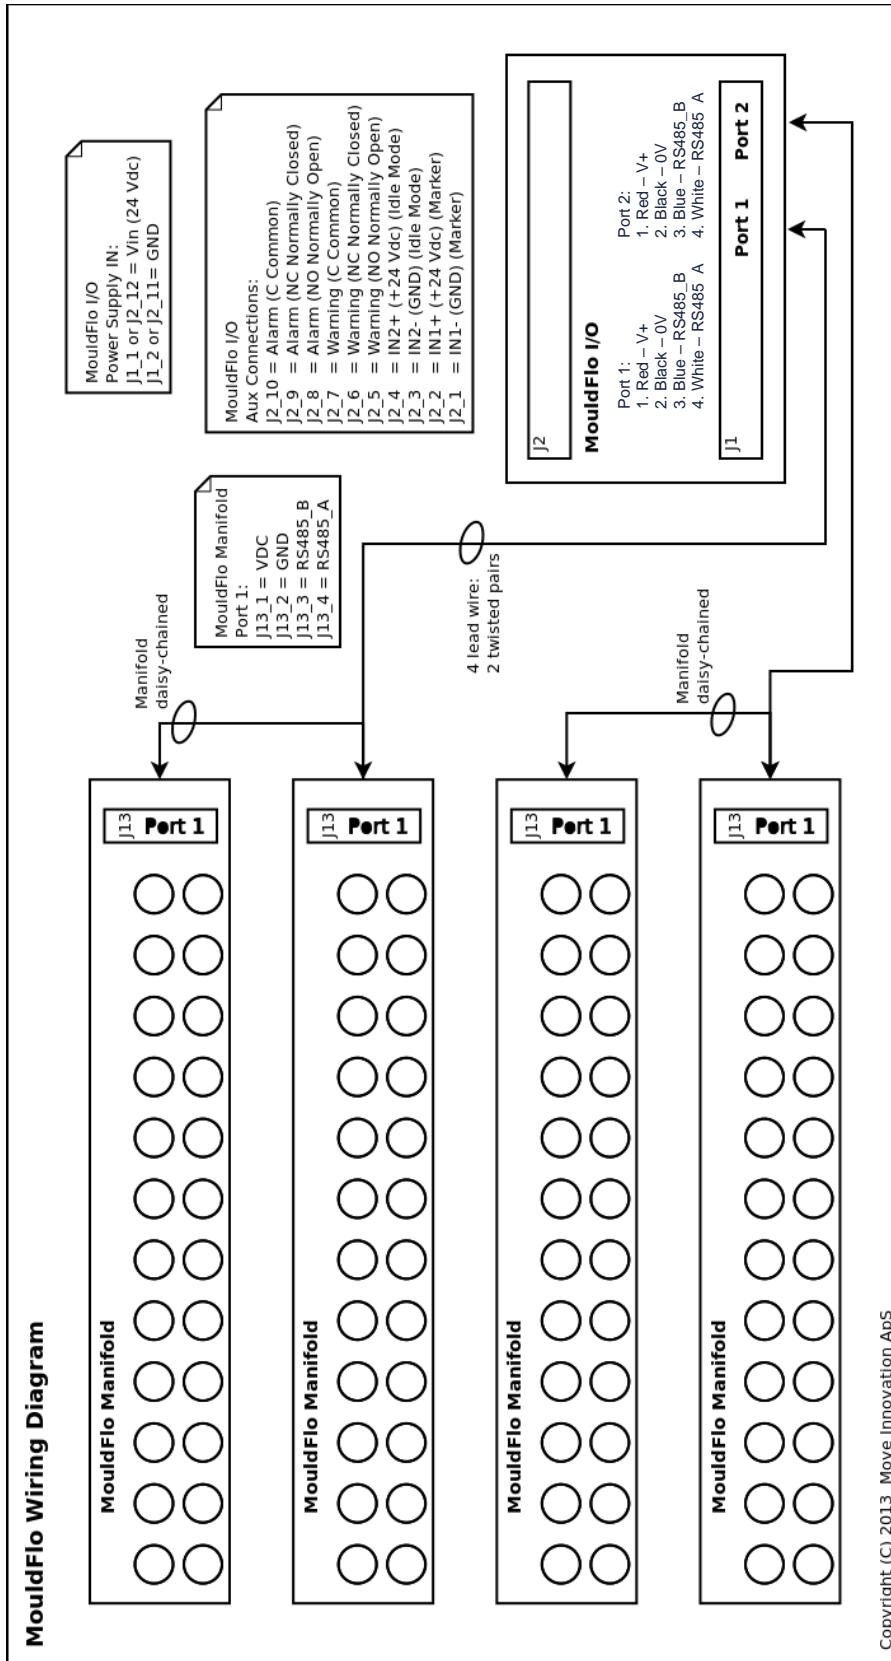 MouldFlo Wiring Diagram
MouldFlo Manifold
J13
Port 1
MouldFlo Manifold
J13
Port 1
MouldFlo Manifold
J13
Port 1
MouldFlo Manifold
J13
Port 1
Manifold
daisy-chained
4 lead wire:
2 twisted pairs
Manifold
daisy-chained
MouldFlo Manifold
Port 1:
J13_1 = VDC
J13_2 = GND
J13_3 = RS485_B
J13_4 = RS485_A
MouldFlo I/O
Power Supply IN:
J1_1 or J2_12 = Vin (24 Vdc)
J1_2 or J2_11= GND
MouldFlo I/O
Aux Connections:
J2_10 = Alarm (C Common)
J2_9 = Alarm (NC Normally Closed)
J2_8 = Alarm (NO Normally Open)
J2_7 = Warning (C Common)
J2_6 = Warning (NC Normally Closed)
J2_5 = Warning (NO Normally Open)
J2_4 = IN2+ (+24 Vdc) (Idle Mode)
J2_3 = IN2- (GND) (Idle Mode)
J2_2 = IN1+ (+24 Vdc) (Marker)
J2_1 = IN1- (GND) (Marker)
J2
MouldFlo I/O
Port 1:
1. Red – V+
2. Black – 0V
3. Blue – RS485_B
4. White – RS485_A
Port 2:
1. Red – V+
2. Black – 0V
3. Blue – RS485_B
4. White – RS485_A
J1
Port 1
Port 2
Copyright (C) 2013 Move Innovation ApS